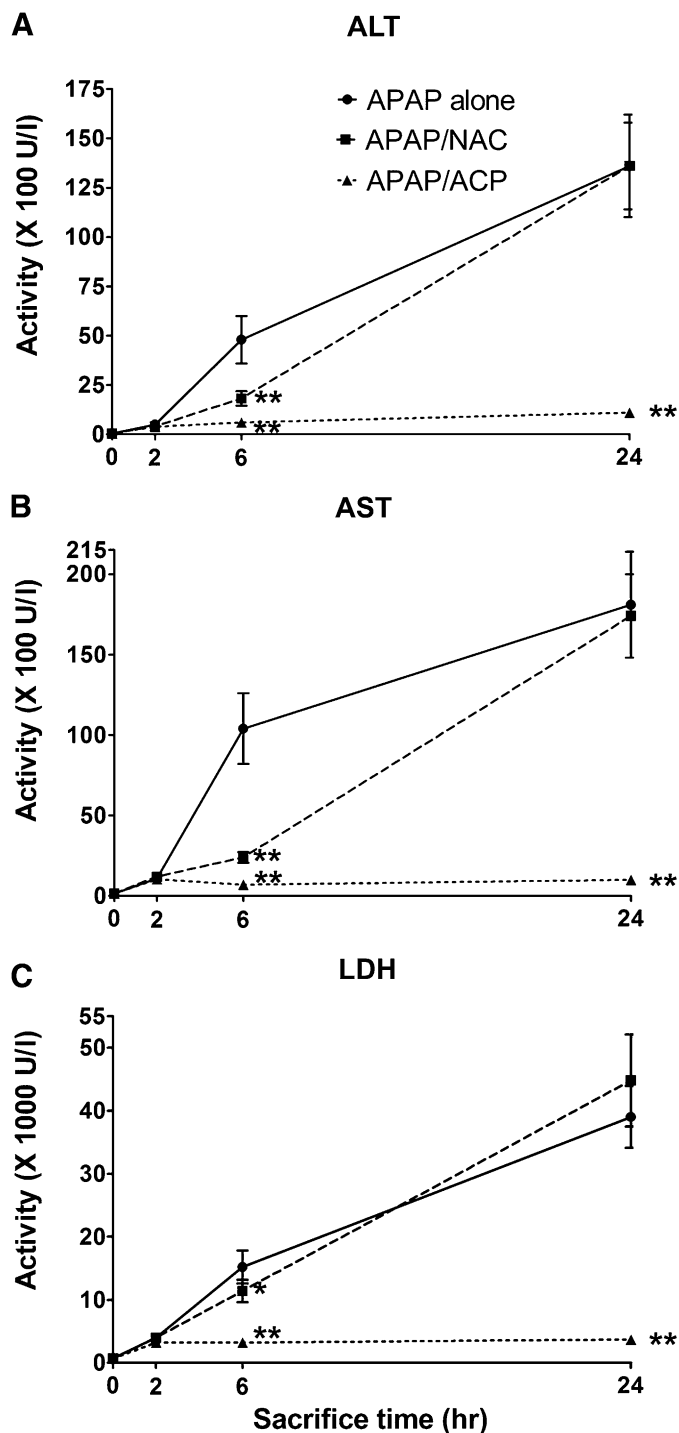 A
ALT
Activity (X 100 U/l)
175
150
125
100
75
50
25
0
APAP alone
APAP/NAC
APAP/ACP
**
**
**
0 2 6 24
B
AST
Activity (X 100 U/l)
215
200
150
100
50
0
**
**
**
0 2 6 24
C
LDH
Activity (X 1000 U/l)
55
50
40
30
20
10
0
*
**
**
0 2 6 24
Sacrifice time (hr)